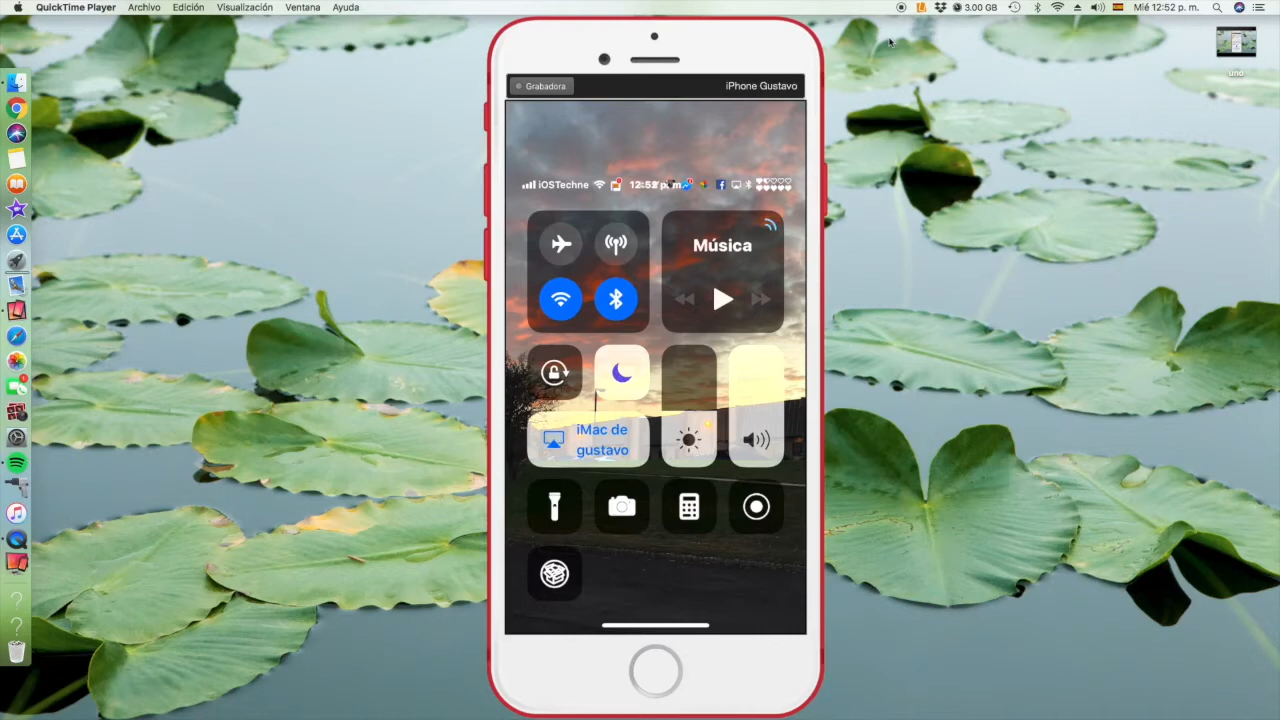 QuickTime Player Archivo Edición Visualización Ventana Ayuda
3.00 GB Mié 12:52 p. m.
uno
Grabadora iPhone Gustavo
iOSTechne
Música
iMac de
gustavo
? 
?